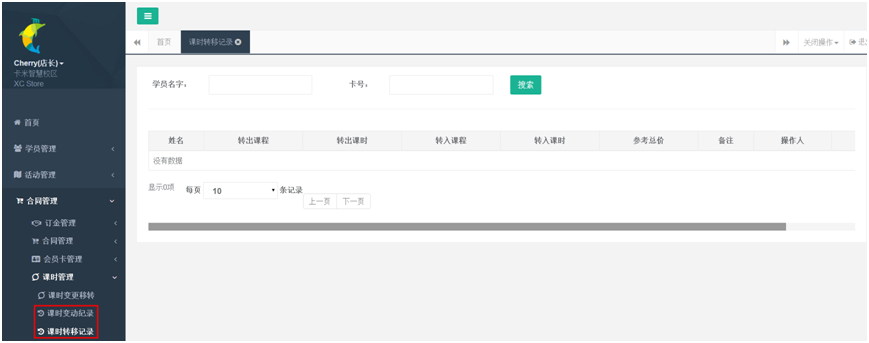 Cherry(店长)
卡米智慧校区
XC Store
首页
学员管理
活动管理
合同管理
订金管理
合同管理
会员卡管理
课时管理
课时变更移转
课时变动纪录
课时转移记录
首页 课时转移记录 关闭操作
学员名字： 卡号： 搜索
姓名 转出课程 转出课时 转入课程 转入课时 参考总价 备注 操作人
没有数据
显示0项 每页 10 条记录
上一页 下一页